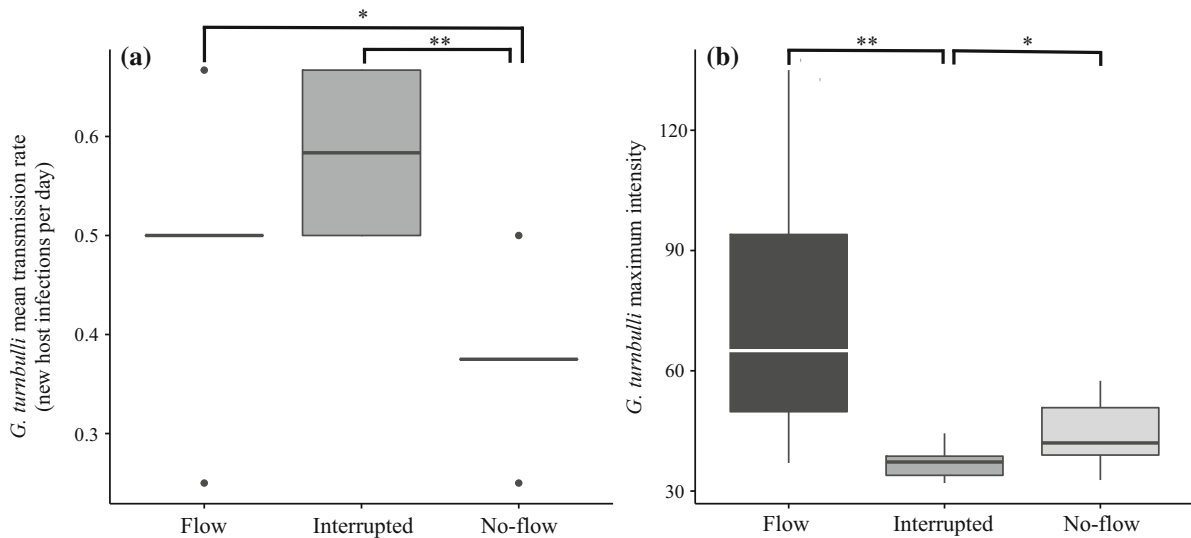 (a)
*
**
G. turnbulli mean transmission rate
(new host infections per day)
0.6
0.5
0.4
0.3
Flow
Interrupted
No-flow
(b)
**
*
G. turnbulli maximum intensity
120
90
60
30
Flow
Interrupted
No-flow